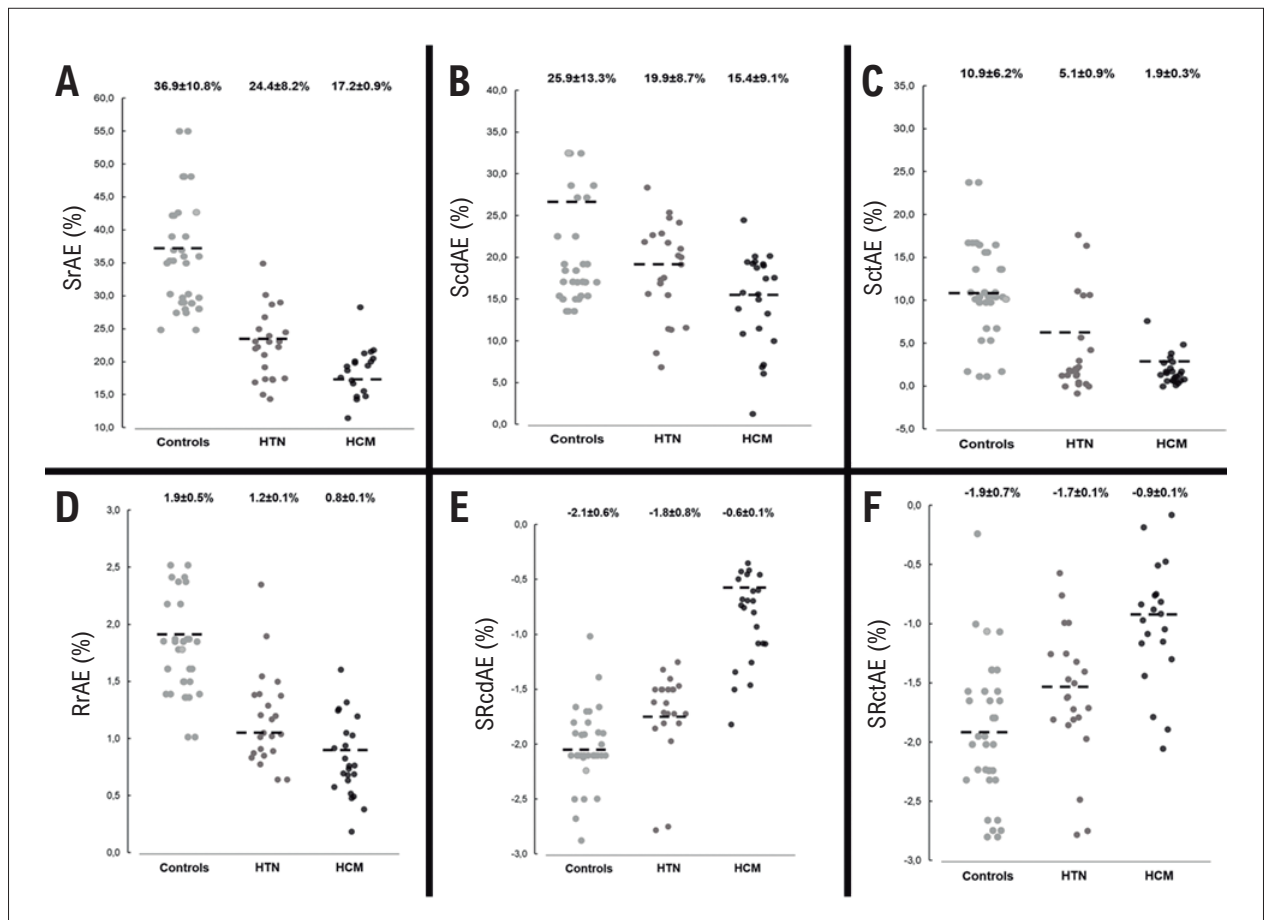 A
36.9±10.8% 24.4±8.2% 17.2±0.9%
SrAE (%)
60,0
55,0
50,0
45,0
40,0
35,0
30,0
25,0
20,0
15,0
10,0
Controls HTN HCM
B
25.9±13.3% 19.9±8.7% 15.4±9.1%
ScdAE (%)
40,0
35,0
30,0
25,0
20,0
15,0
10,0
5,0
0,0
Controls HTN HCM
C
10.9±6.2% 5.1±0.9% 1.9±0.3%
SctAE (%)
35,0
30,0
25,0
20,0
15,0
10,0
5,0
0,0
-5,0
Controls HTN HCM
D
1.9±0.5% 1.2±0.1% 0.8±0.1%
RrAE (%)
3,0
2,5
2,0
1,5
1,0
0,5
0,0
Controls HTN HCM
E
-2.1±0.6% -1.8±0.8% -0.6±0.1%
SRcdAE (%)
0,0
-0,5
-1,0
-1,5
-2,0
-2,5
-3,0
Controls HTN HCM
F
-1.9±0.7% -1.7±0.1% -0.9±0.1%
SRctAE (%)
0,0
-0,5
-1,0
-1,5
-2,0
-2,5
-3,0
Controls HTN HCM